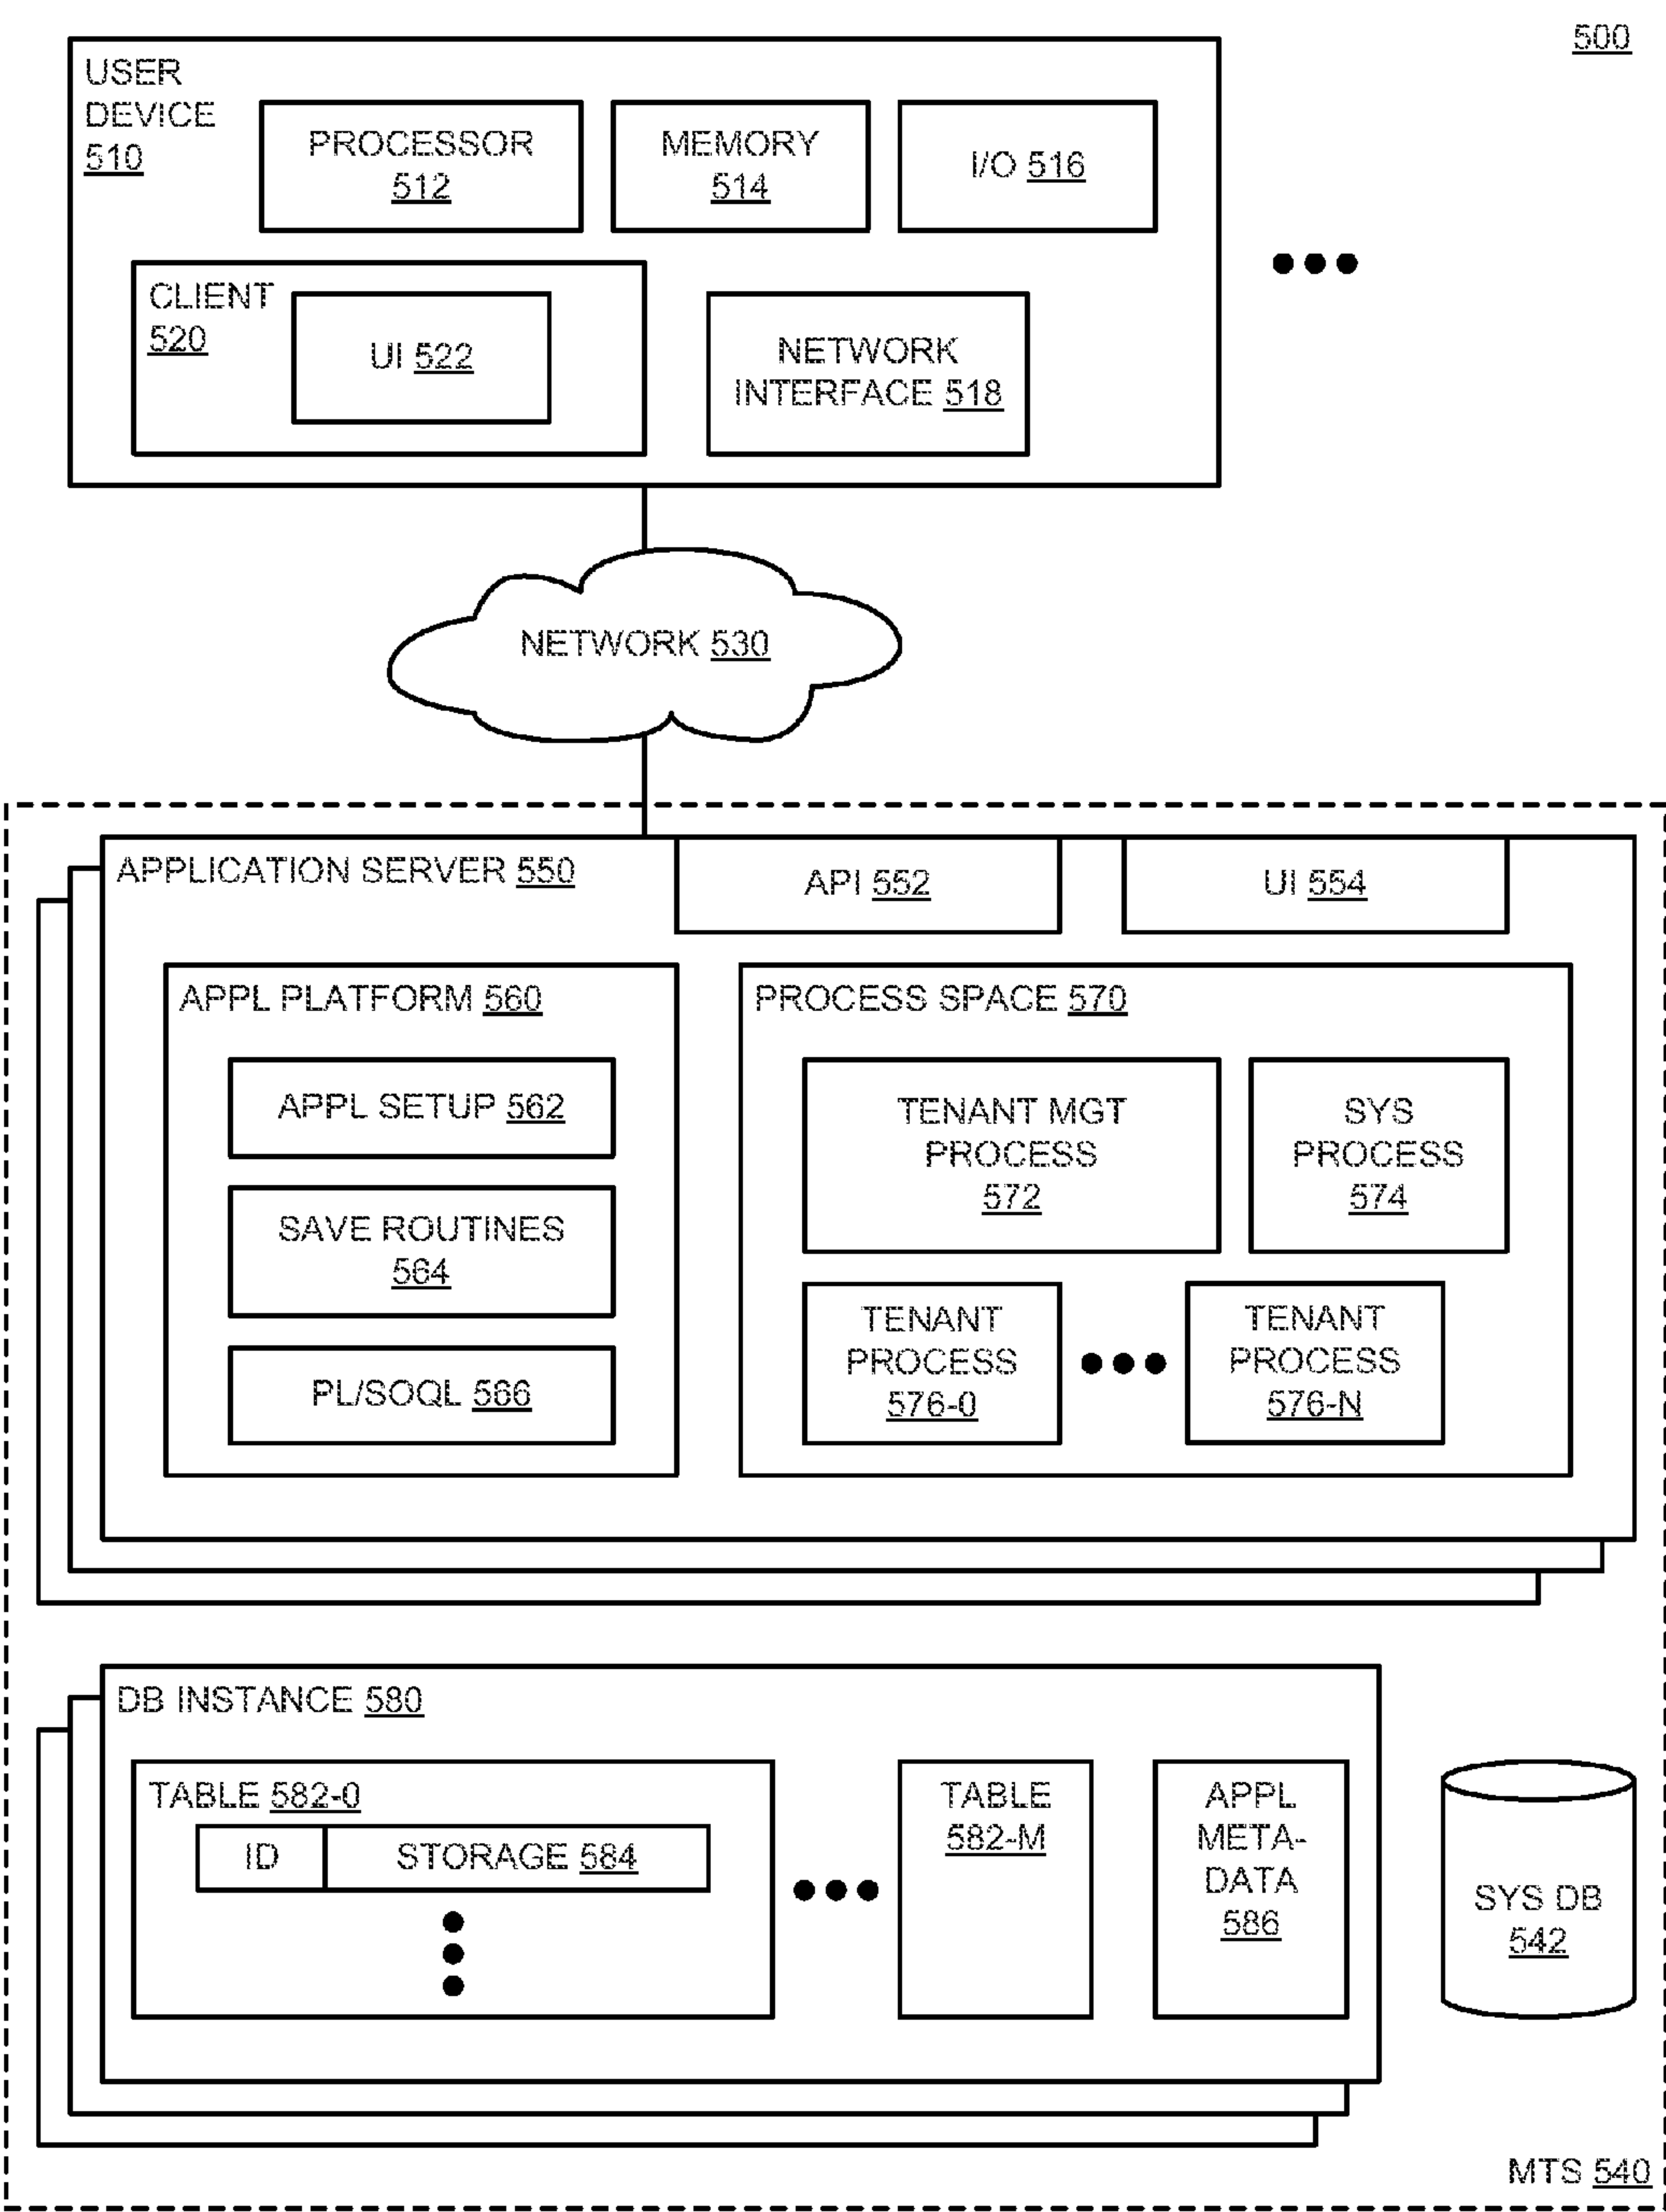 500
USER
DEVICE
510
PROCESSOR
512
MEMORY
514
I/O 516
CLIENT
520
UI 522
NETWORK
INTERFACE 518
NETWORK 530
APPLICATION SERVER 550
API 552
UI 554
APPL PLATFORM 560
APPL SETUP 562
SAVE ROUTINES
564
PL/SOQL 566
PROCESS SPACE 570
TENANT MGT
PROCESS
572
SYS
PROCESS
574
TENANT
PROCESS
576-0
TENANT
PROCESS
576-N
DB INSTANCE 580
TABLE 582-0
ID
STORAGE 584
TABLE
582-M
APPL
META-
DATA
586
SYS DB
542
MTS 540